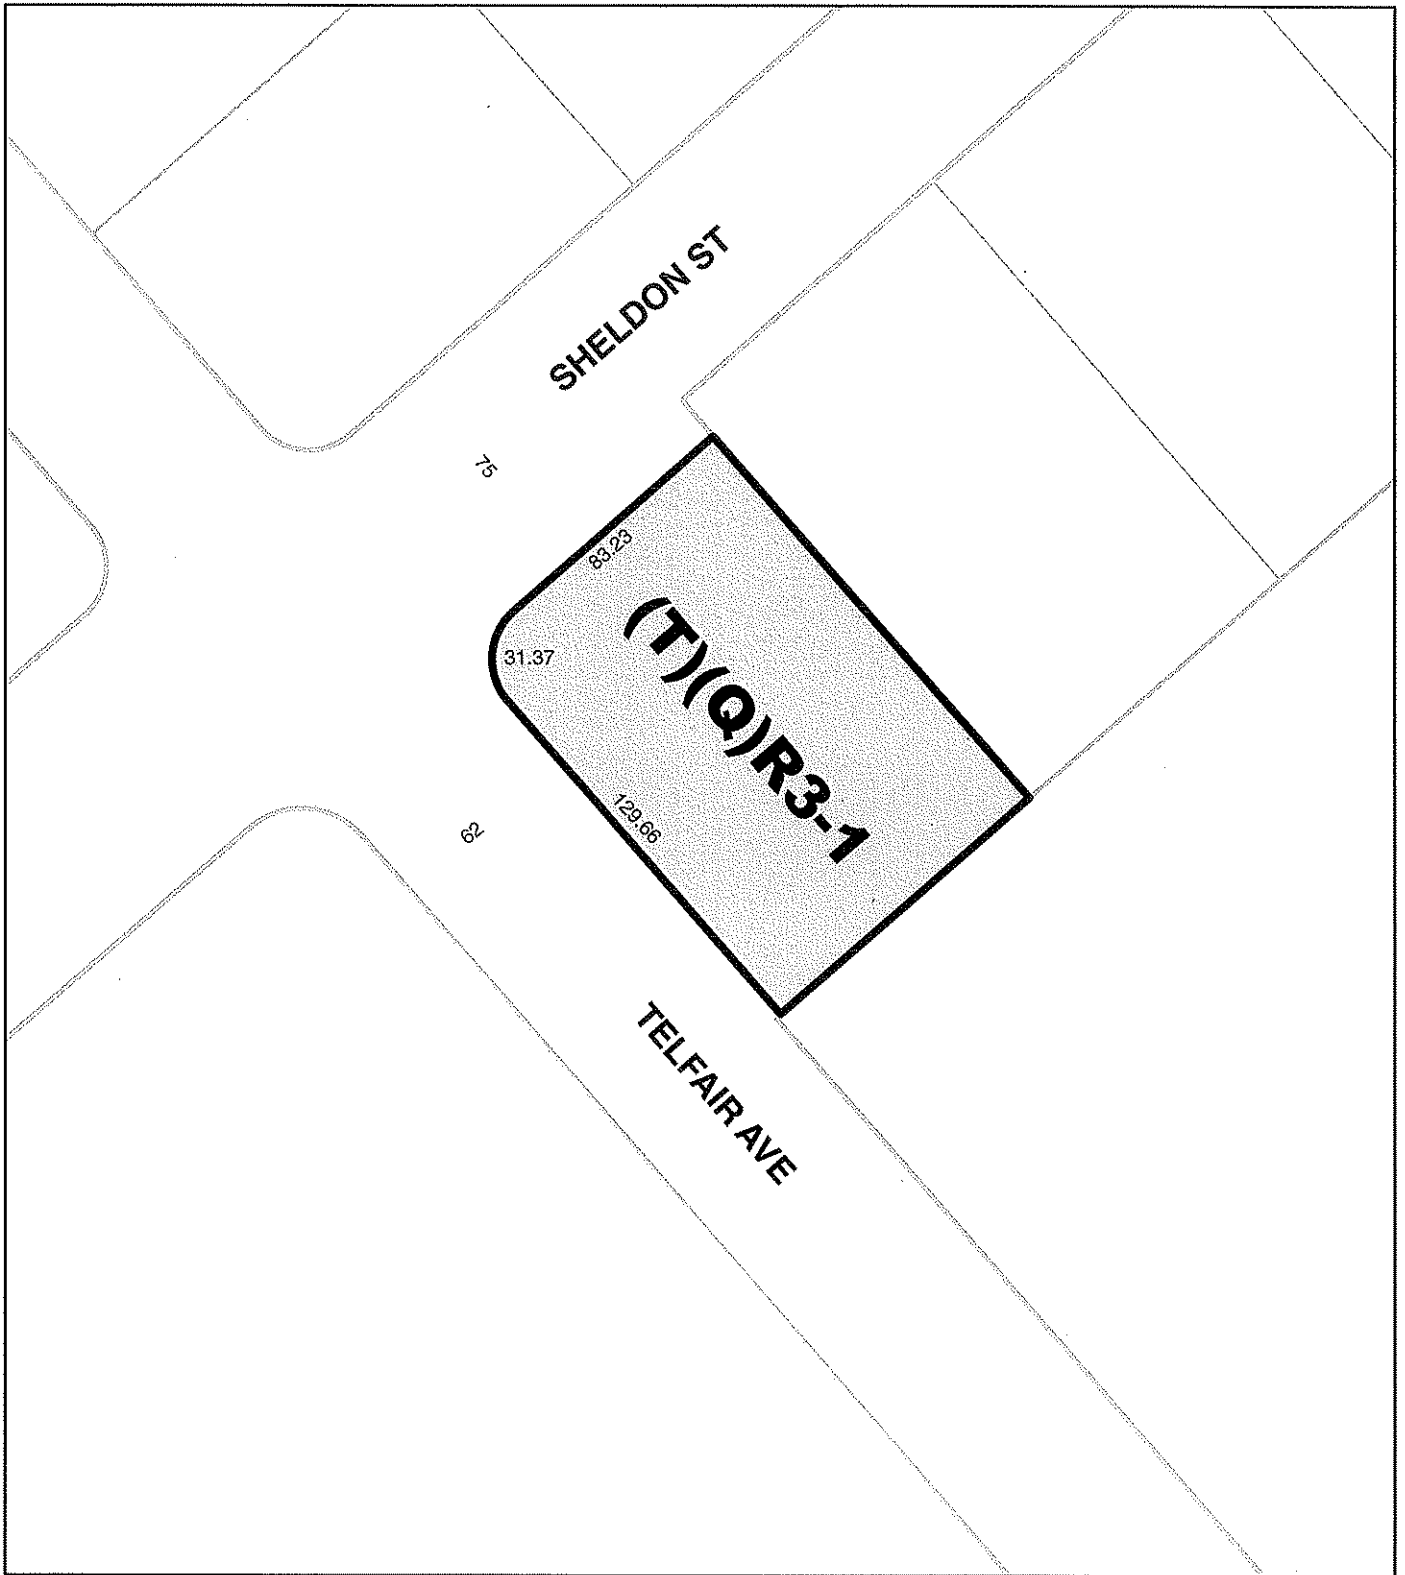 SHELDON ST
75
83.23
31.37
(T)(Q)R3-1
129.66
62
TELFAIR AVE